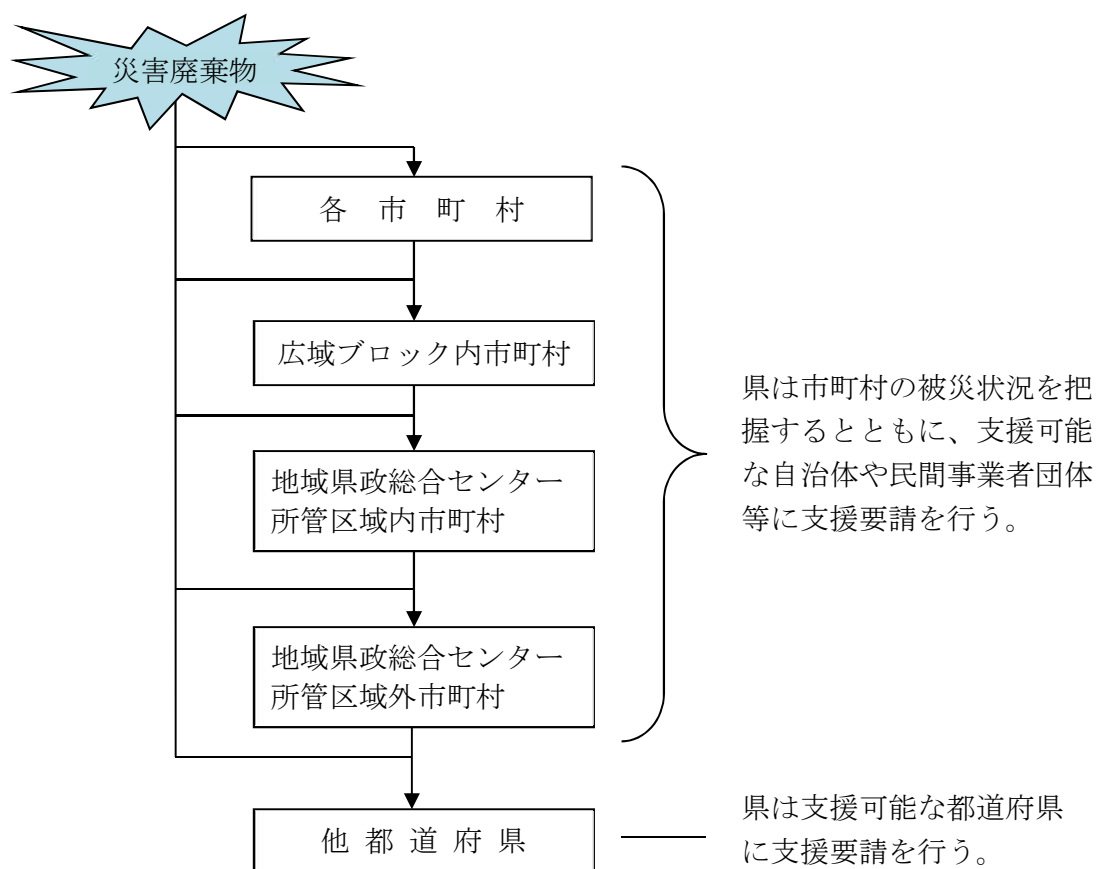 災害廃棄物
各 市 町 村
広域ブロック内市町村
地域県政総合センター
所管区域内市町村
地域県政総合センター
所管区域外市町村
県は市町村の被災状況を把
握するとともに、支援可能
な自治体や民間事業者団体
等に支援要請を行う。
他 都 道 府 県
県は支援可能な都道府県
に支援要請を行う。